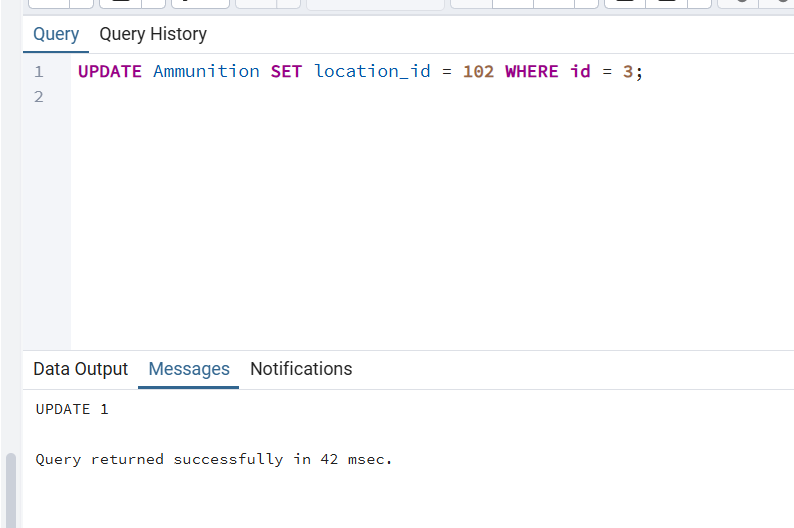 Query Query History
1 UPDATE Ammunition SET location_id = 102 WHERE id = 3;
2
Data Output Messages Notifications
UPDATE 1
Query returned successfully in 42 msec.